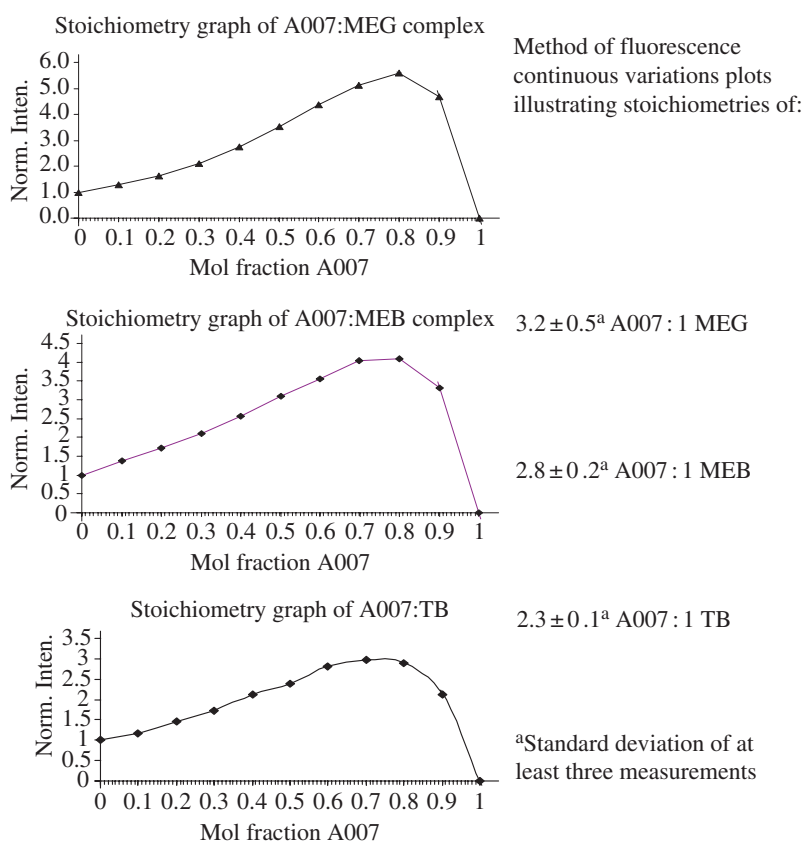 Stoichiometry graph of A007:MEG complex
6.0
5.0
4.0
3.0
2.0
1.0
0.0
Norm. Inten.
0 0.1 0.2 0.3 0.4 0.5 0.6 0.7 0.8 0.9 1
Mol fraction A007
Method of fluorescence
continuous variations plots
illustrating stoichiometries of:
Stoichiometry graph of A007:MEB complex
4.5
4
3.5
3
2.5
2
1.5
1
0.5
0
Norm. Inten.
0 0.1 0.2 0.3 0.4 0.5 0.6 0.7 0.8 0.9 1
Mol fraction A007
3.2 ± 0.5ᵃ A007 : 1 MEG
2.8 ± 0.2ᵃ A007 : 1 MEB
Stoichiometry graph of A007:TB
3.5
3
2.5
2
1.5
1
0.5
0
Norm. Inten.
0 0.1 0.2 0.3 0.4 0.5 0.6 0.7 0.8 0.9 1
Mol fraction A007
2.3 ± 0.1ᵃ A007 : 1 TB
ᵃStandard deviation of at
least three measurements